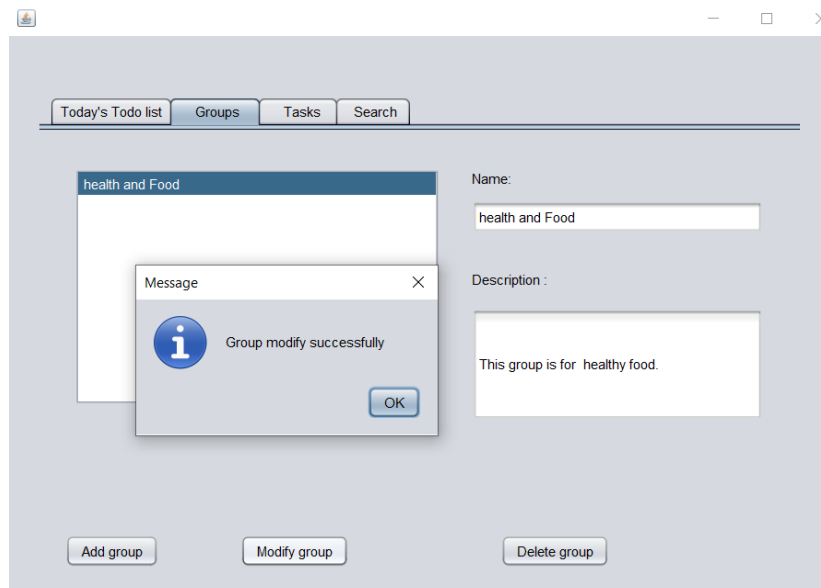 Today's Todo list Groups Tasks Search
health and Food
Name:
health and Food
Message
Group modify successfully
OK
Description :
This group is for  healthy food.
Add group Modify group Delete group